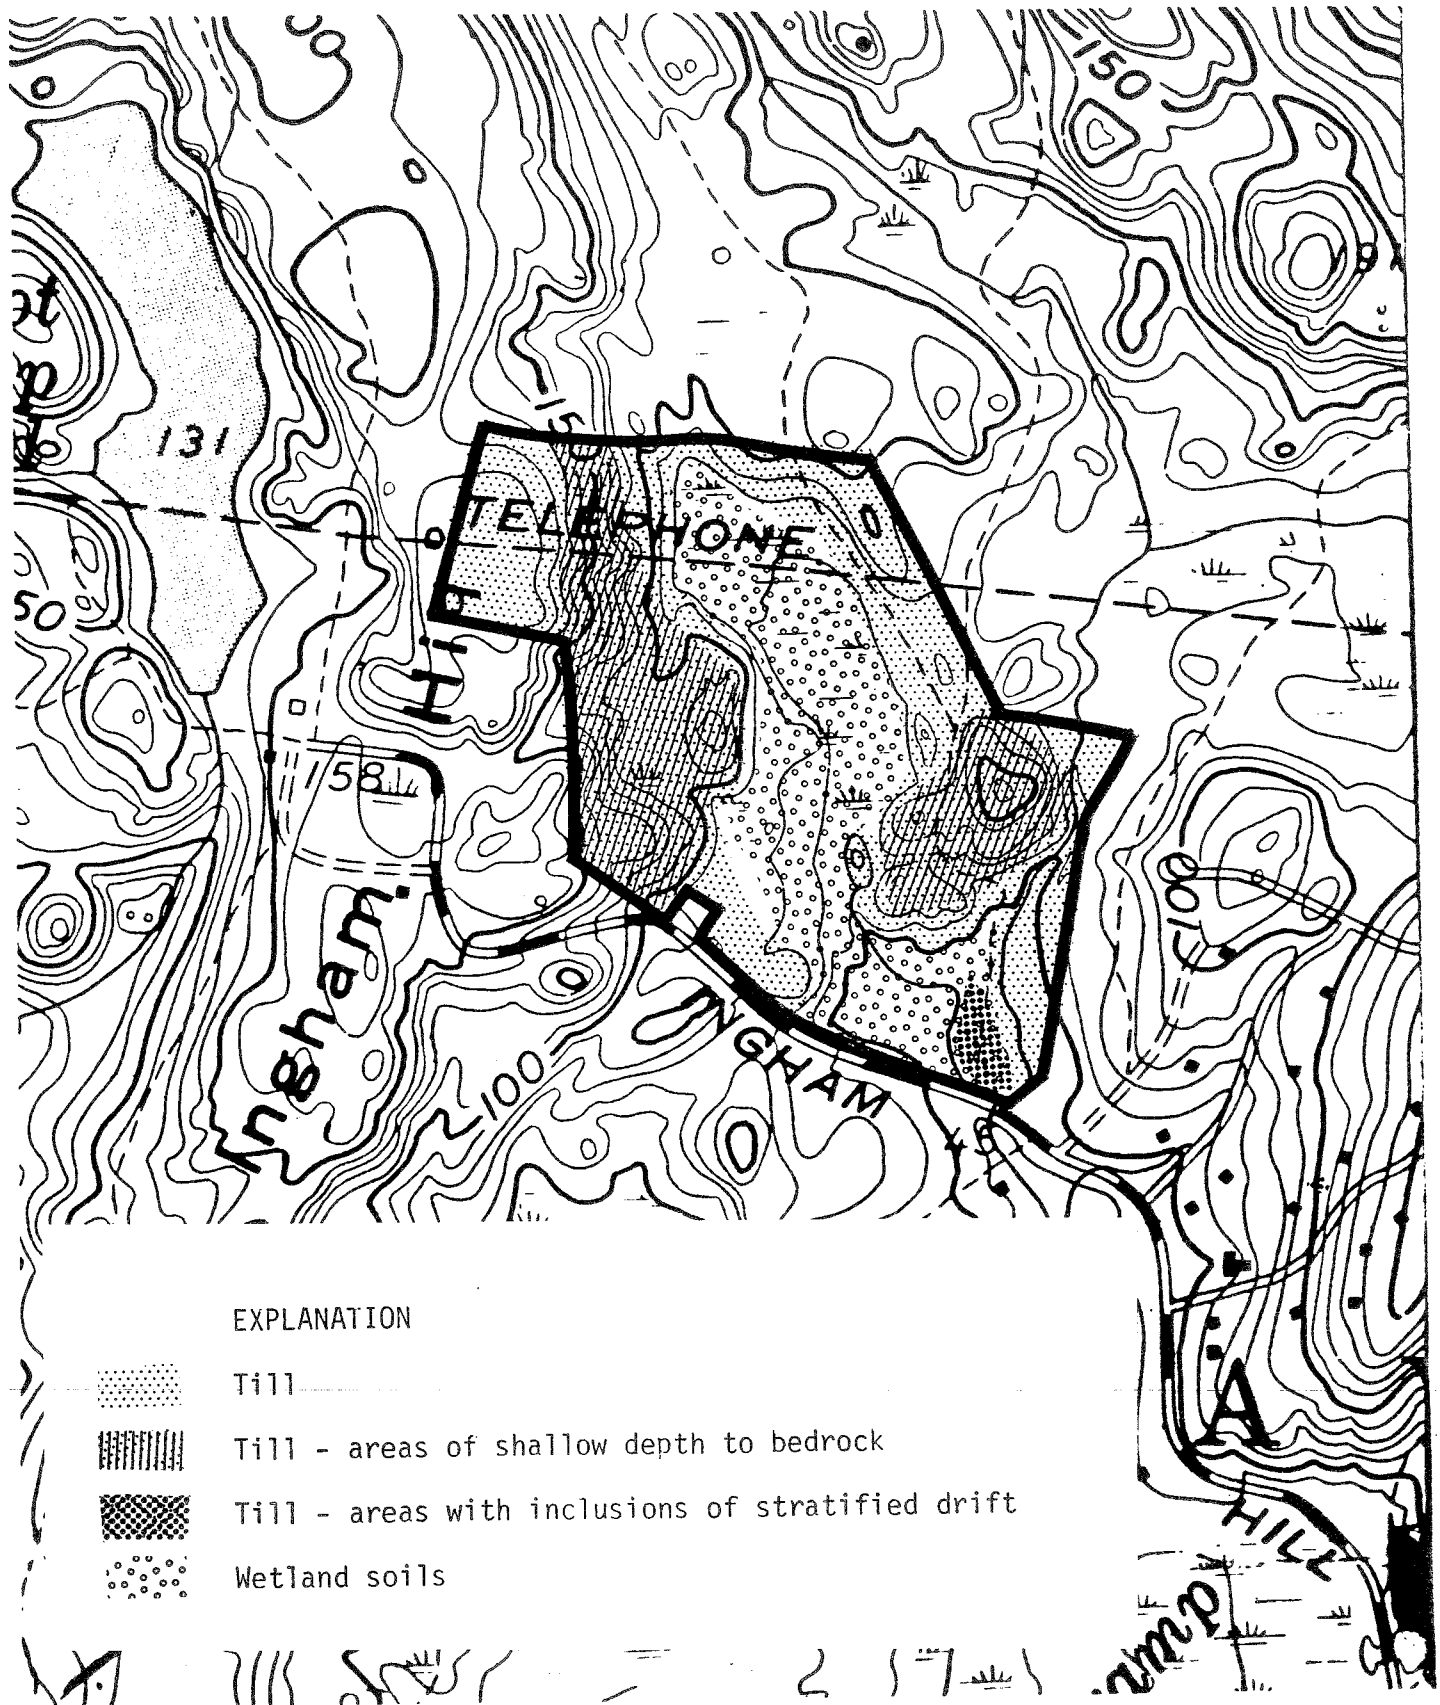 150
131
TELEPHONE
50
Hill
158
100
Ingham
100
INGHAM
HILL
A
EXPLANATION
Till
Till - areas of shallow depth to bedrock
Till - areas with inclusions of stratified drift
Wetland soils